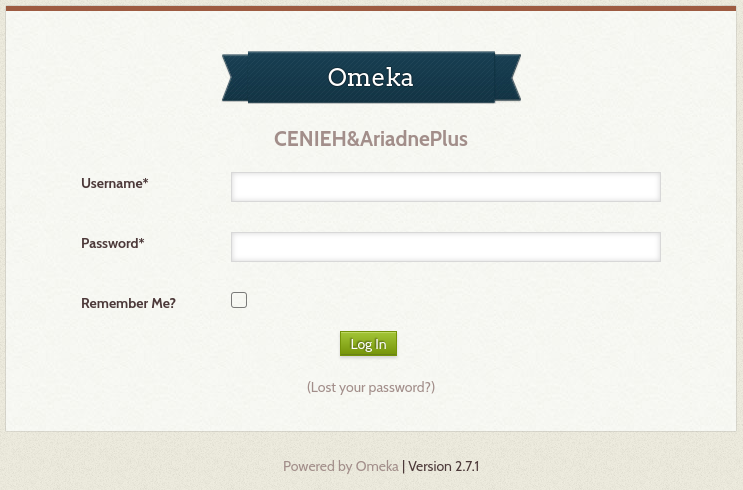 Omeka
CENIEH&AriadnePlus
Username*
Password*
Remember Me?
Log In
(Lost your password?)
Powered by Omeka | Version 2.7.1